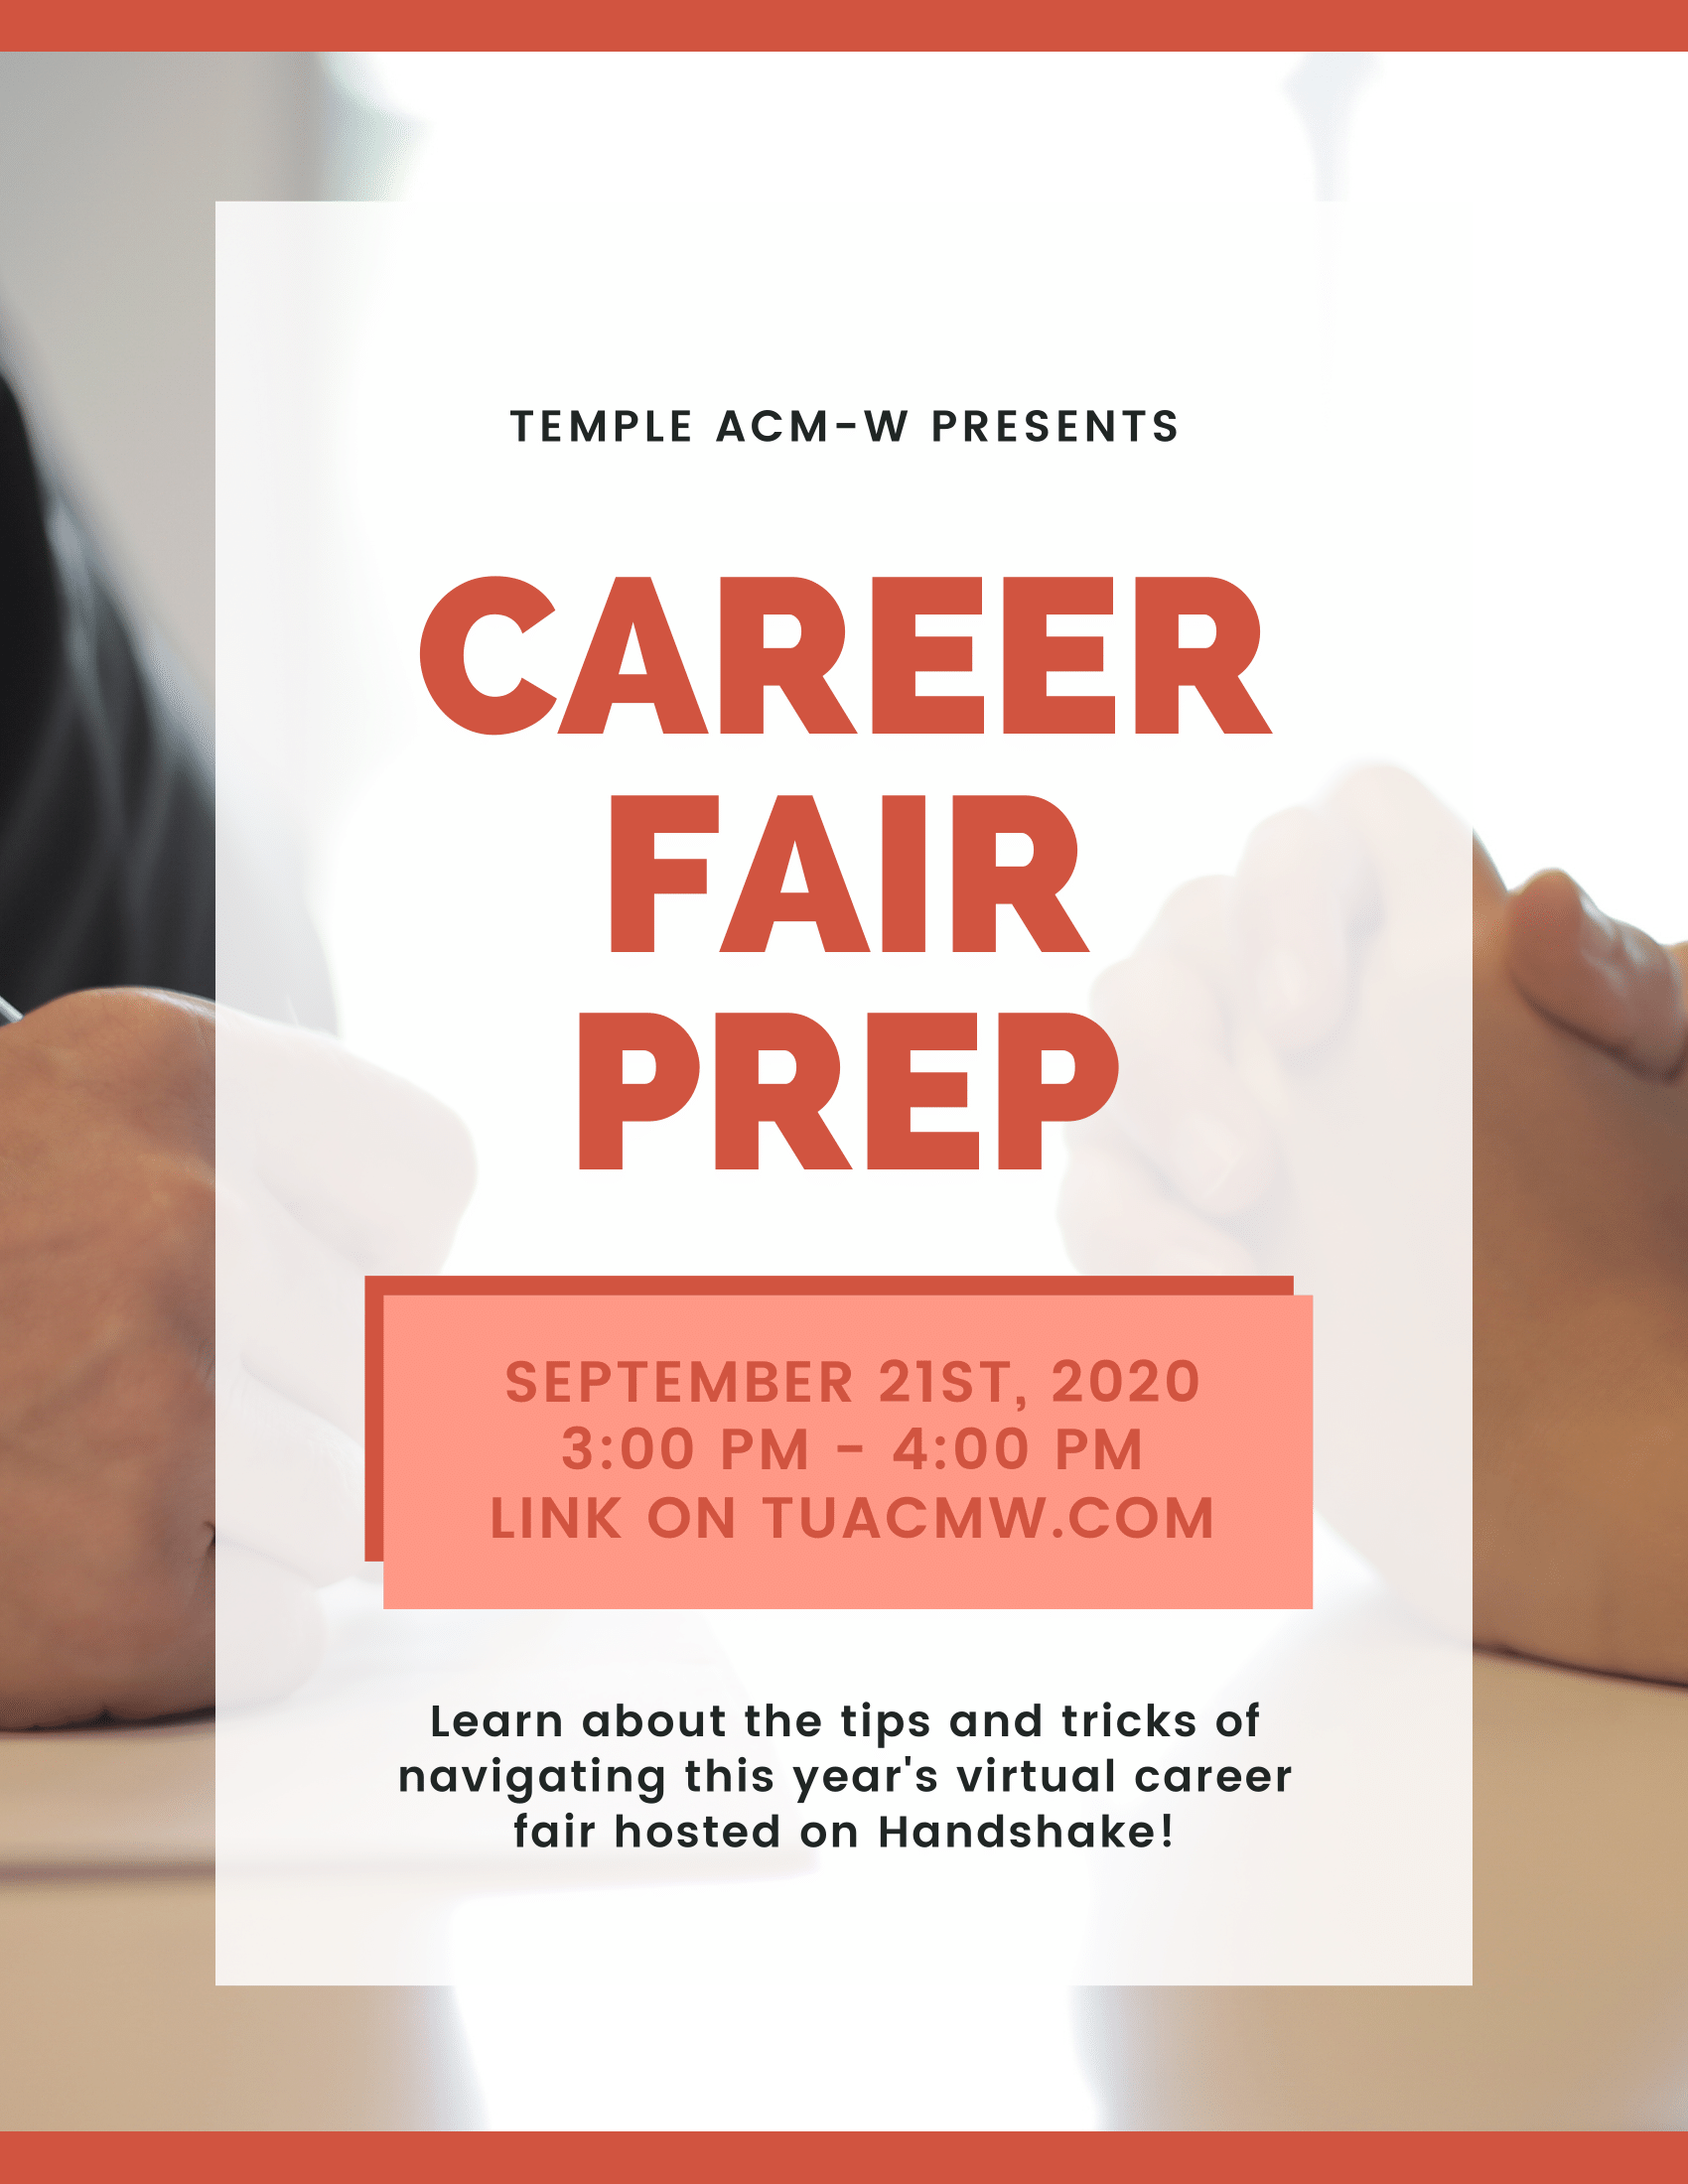 TEMPLE ACM-W PRESENTS
CAREER
FAIR
PREP
SEPTEMBER 21ST, 2020
3:00 PM - 4:00 PM
LINK ON TUACMW.COM
Learn about the tips and tricks of
navigating this year's virtual career
fair hosted on Handshake!